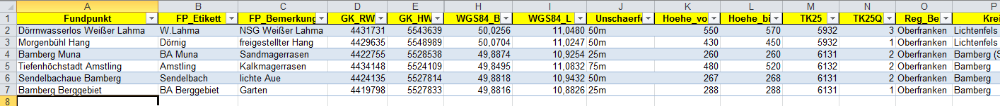 A B C D E F G H I J K L M N O P
1 Fundpunkt FP_Etikett FP_Bemerkung GK_RW GK_HW WGS84_B WGS84_L Unschaerfe Hoehe_vo Hoehe_bi TK25 TK25Q Reg_Be Krei
2 Dörrnwasserlos Weißer Lahma W.Lahma NSG Weißer Lahma 4431731 5543639 50,0256 11,0480 50m 550 570 5932 3 Oberfranken Lichtenfels
3 Morgenbühl Hang Dörnig freigestellter Hang 4429635 5548989 50,0704 11,0247 50m 430 450 5932 1 Oberfranken Lichtenfels
4 Bamberg Muna BA Muna Sandmagerrasen 4422755 5528538 49,8874 10,9254 25m 260 260 6131 2 Oberfranken Bamberg (S
5 Tiefenhöchstadt Amstling Amstling Kalkmagerrasen 4434148 5524109 49,8495 11,0832 75m 480 520 6132 2 Oberfranken Bamberg
6 Sendelbachaue Bamberg Sendelbach lichte Aue 4424135 5527814 49,8818 10,9432 50m 267 268 6131 2 Oberfranken Bamberg
7 Bamberg Berggebiet BA Berggebiet Garten 4419798 5527833 49,8816 10,8826 25m 288 288 6131 1 Oberfranken Bamberg
8